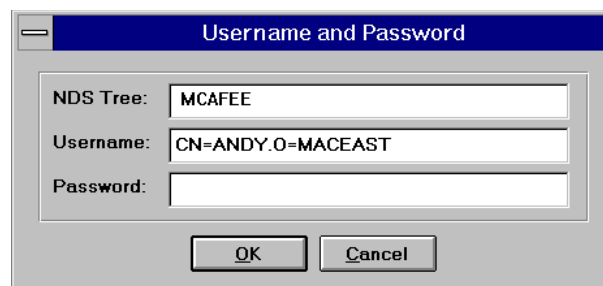 Username and Password
NDS Tree: MCAFEE
Username: CN=ANDY.O=MACEAST
Password:
OK Cancel